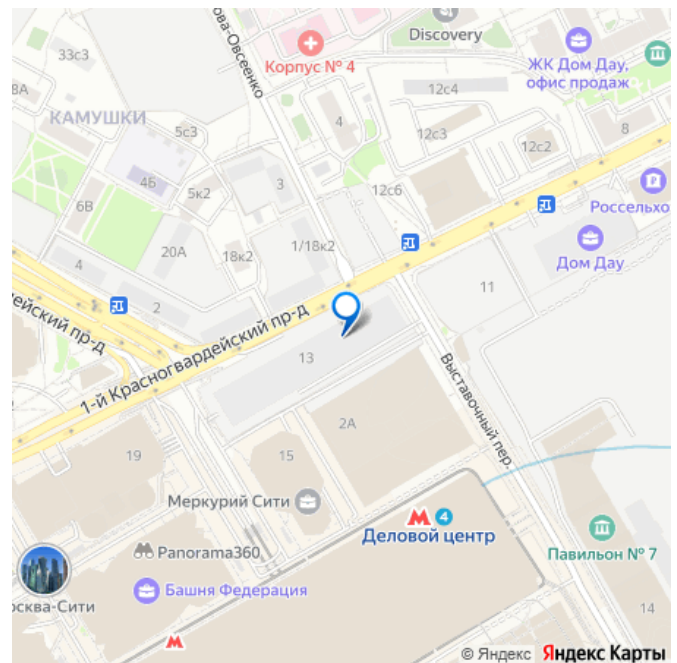 33с3
8А
КАМУШКИ
5с3
4Б
5к2
6В
20А
18к2
3
4
1/18к2
4
2
ова-Овсеенко
Корпус № 4
Discovery
ЖК Дом Дау,
офис продаж
12с4
12с3
12с2
8
12с6
Россельхо
Дом Дау
11
ейский пр-д
1-й Красногвардейский пр-д
13
Выставочный пер.
2А
19
15
Меркурий Сити
4
Деловой центр
Panorama360
Башня Федерация
осква-Сити
Павильон № 7
14
© Яндекс Яндекс Карты